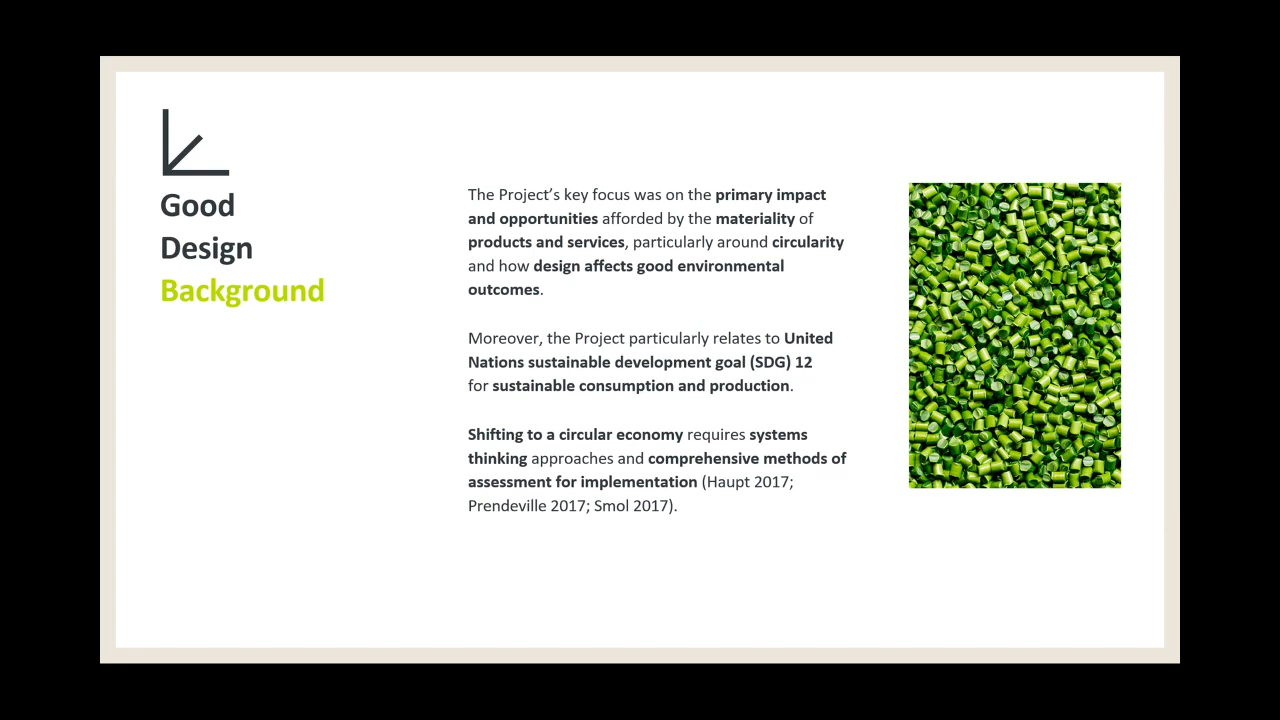 Good
Design
Background
The Project’s key focus was on the primary impact
and opportunities afforded by the materiality of
products and services, particularly around circularity
and how design affects good environmental
outcomes.
Moreover, the Project particularly relates to United
Nations sustainable development goal (SDG) 12
for sustainable consumption and production.
Shifting to a circular economy requires systems
thinking approaches and comprehensive methods of
assessment for implementation (Haupt 2017;
Prendeville 2017; Smol 2017).